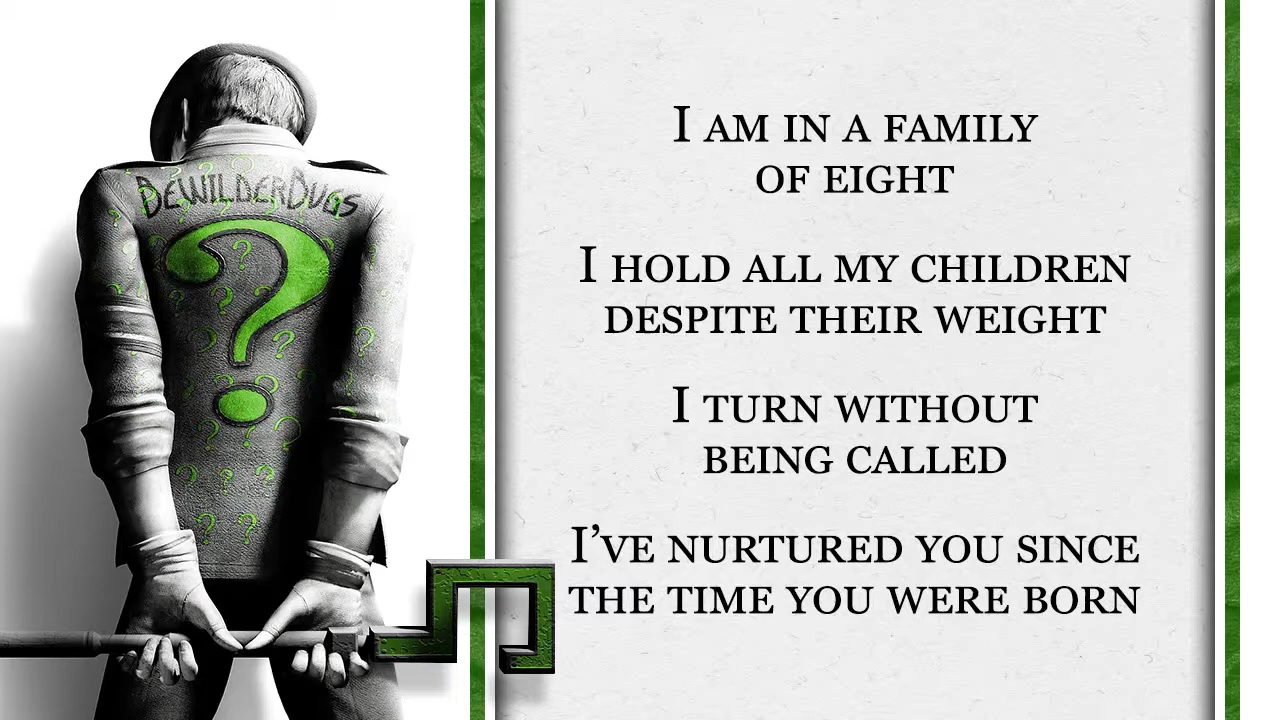 BewilderBugs
?
I am in a family
of eight
I hold all my children
despite their weight
I turn without
being called
I’ve nurtured you since
the time you were born